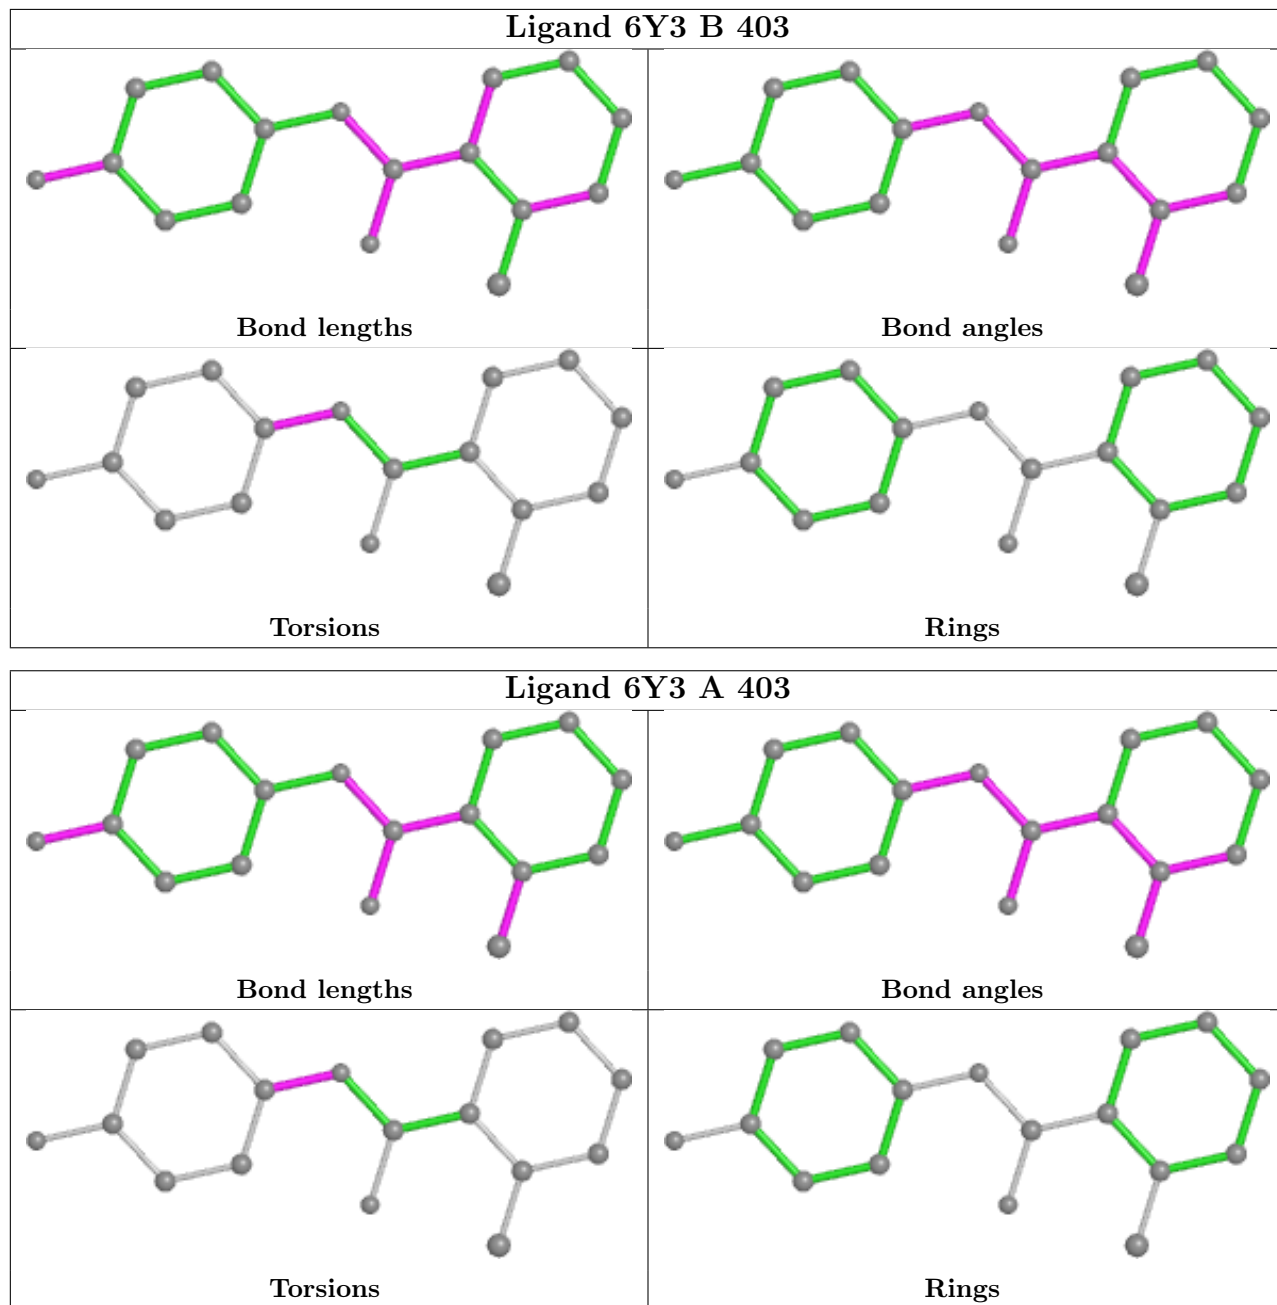 Ligand 6Y3 B 403
Bond lengths
Bond angles
Torsions
Rings
Ligand 6Y3 A 403
Bond lengths
Bond angles
Torsions
Rings